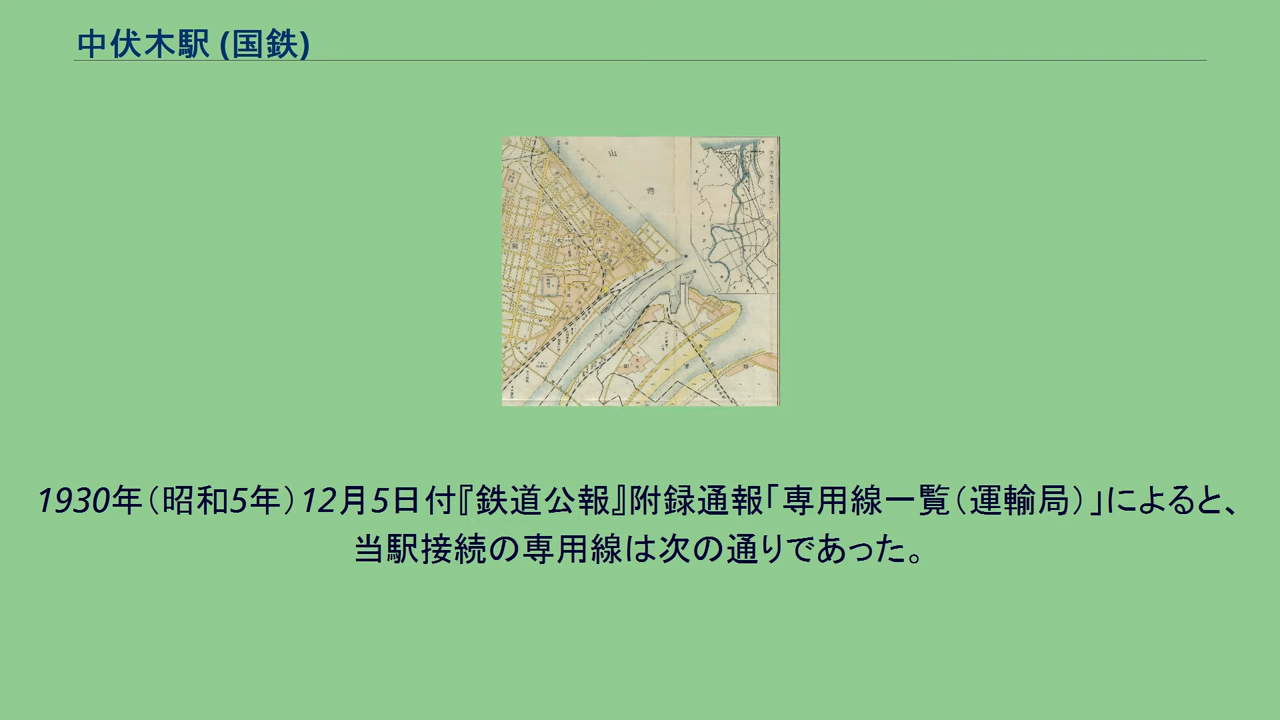 中伏木駅 (国鉄)
山
湾
1930年（昭和5年）12月5日付『鉄道公報』附録通報「専用線一覧（運輸局）」によると、
当駅接続の専用線は次の通りであった。